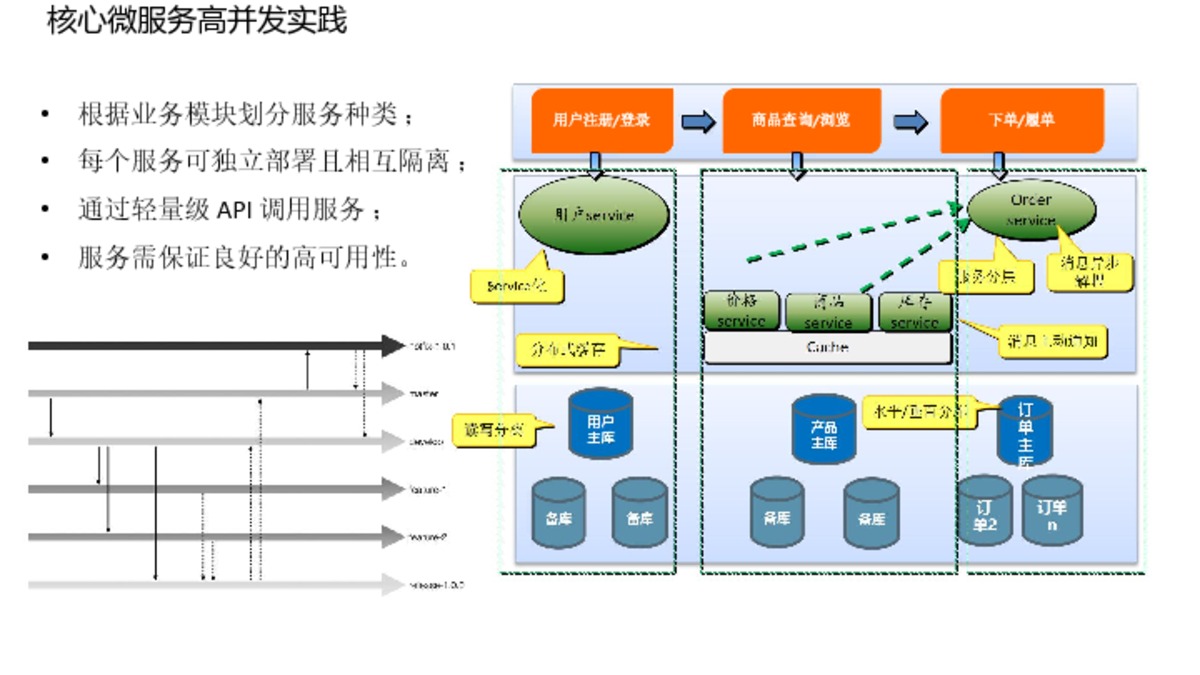 核心微服务高并发实践
• 根据业务模块划分服务种类；
• 每个服务可独立部署且相互隔离；
• 通过轻量级 API 调用服务；
• 服务需保证良好的高可用性。
用户注册/登录
商品查询/浏览
下单/履单
用户service
Order
service
Service化
服务分层
消息异步
解耦
价格
service
商品
service
库存
service
Cache
分布式缓存
消息主动通知
读写分离
用户
主库
产品
主库
水平/垂直分库
订
单
主
库
备库
备库
备库
备库
订
单2
订单
n
hotfix-1.0.1
master
develop
feature-1
feature-2
release-1.0.0